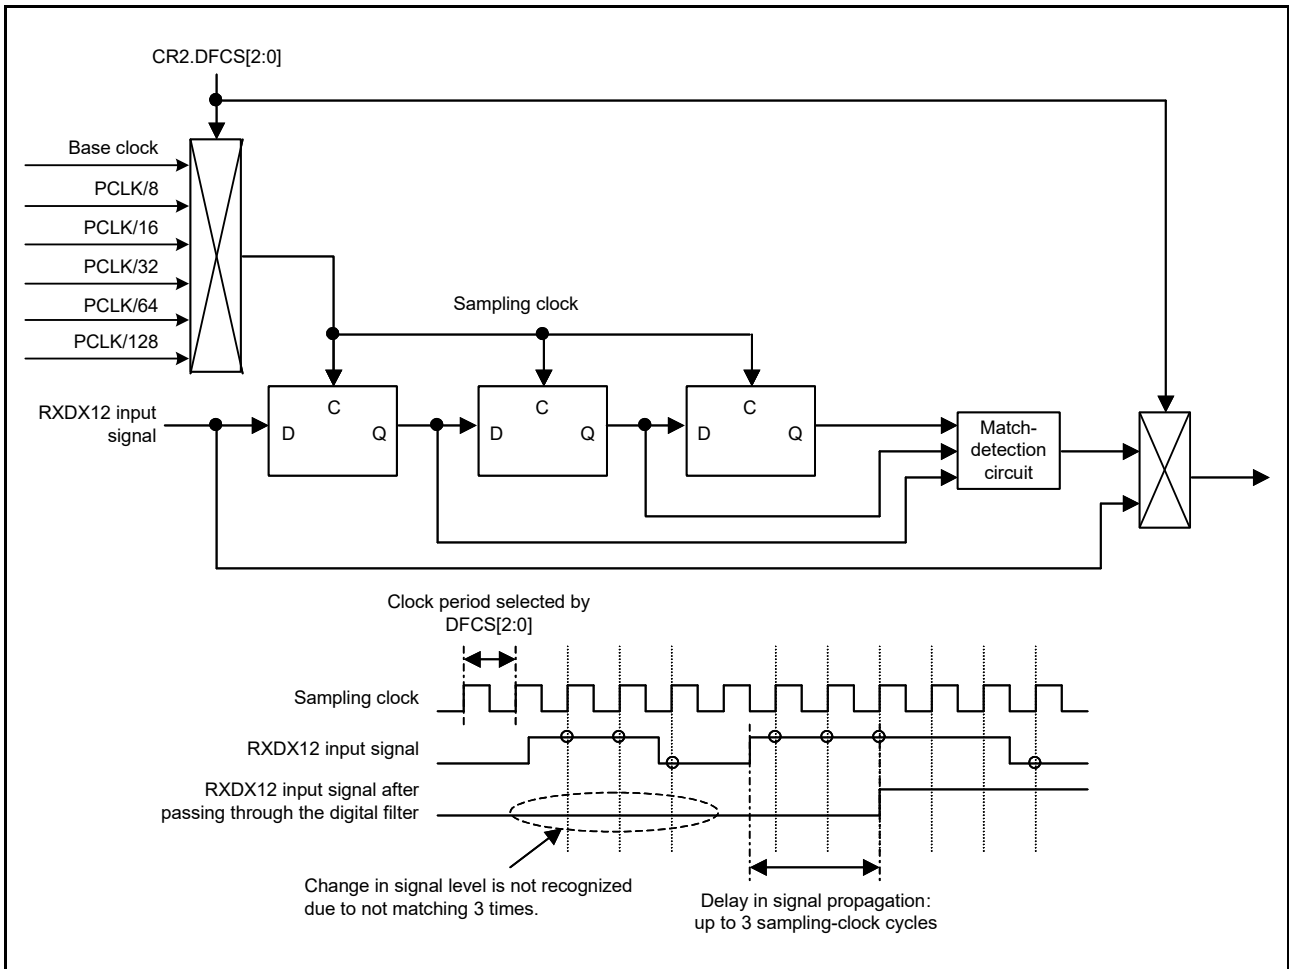 CR2.DFCS[2:0]
Base clock
PCLK/8
PCLK/16
PCLK/32
PCLK/64
PCLK/128
Sampling clock
RXDX12 input
signal
C
D
Q
C
D
Q
C
D
Q
Match-
detection
circuit
Clock period selected by
DFCS[2:0]
Sampling clock
RXDX12 input signal
RXDX12 input signal after
passing through the digital filter
Change in signal level is not recognized
due to not matching 3 times.
Delay in signal propagation:
up to 3 sampling-clock cycles